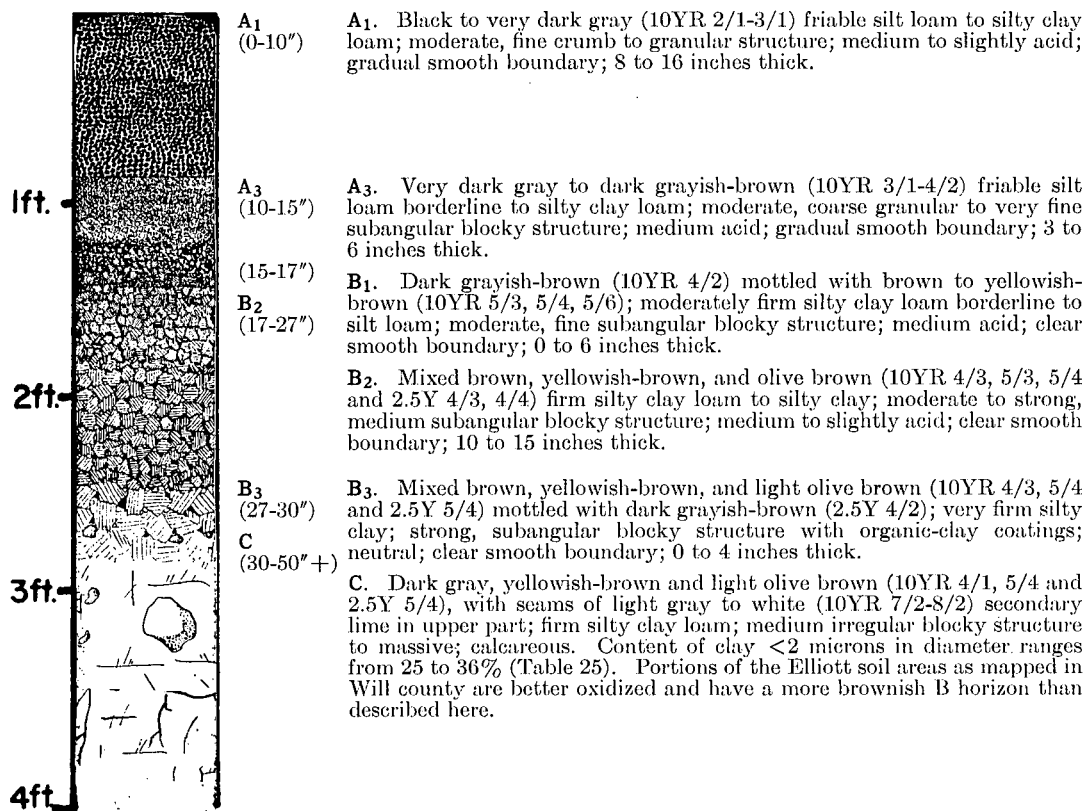 A1
(0-10″)
A1. Black to very dark gray (10YR 2/1-3/1) friable silt loam to silty clay
loam; moderate, fine crumb to granular structure; medium to slightly acid;
gradual smooth boundary; 8 to 16 inches thick.
1ft.
A3
(10-15″)
A3. Very dark gray to dark grayish-brown (10YR 3/1-4/2) friable silt
loam borderline to silty clay loam; moderate, coarse granular to very fine
subangular blocky structure; medium acid; gradual smooth boundary; 3 to
6 inches thick.
(15-17″)
B2
(17-27″)
B1. Dark grayish-brown (10YR 4/2) mottled with brown to yellowish-
brown (10YR 5/3, 5/4, 5/6); moderately firm silty clay loam borderline to
silt loam; moderate, fine subangular blocky structure; medium acid; clear
smooth boundary; 0 to 6 inches thick.
2ft.
B2. Mixed brown, yellowish-brown, and olive brown (10YR 4/3, 5/3, 5/4
and 2.5Y 4/3, 4/4) firm silty clay loam to silty clay; moderate to strong,
medium subangular blocky structure; medium to slightly acid; clear smooth
boundary; 10 to 15 inches thick.
B3
(27-30″)
B3. Mixed brown, yellowish-brown, and light olive brown (10YR 4/3, 5/4
and 2.5Y 5/4) mottled with dark grayish-brown (2.5Y 4/2); very firm silty
clay; strong, subangular blocky structure with organic-clay coatings;
neutral; clear smooth boundary; 0 to 4 inches thick.
C
(30-50″+)
3ft.
C. Dark gray, yellowish-brown and light olive brown (10YR 4/1, 5/4 and
2.5Y 5/4), with seams of light gray to white (10YR 7/2-8/2) secondary
lime in upper part; firm silty clay loam; medium irregular blocky structure
to massive; calcareous. Content of clay <2 microns in diameter ranges
from 25 to 36% (Table 25). Portions of the Elliott soil areas as mapped in
Will county are better oxidized and have a more brownish B horizon than
described here.
4ft.